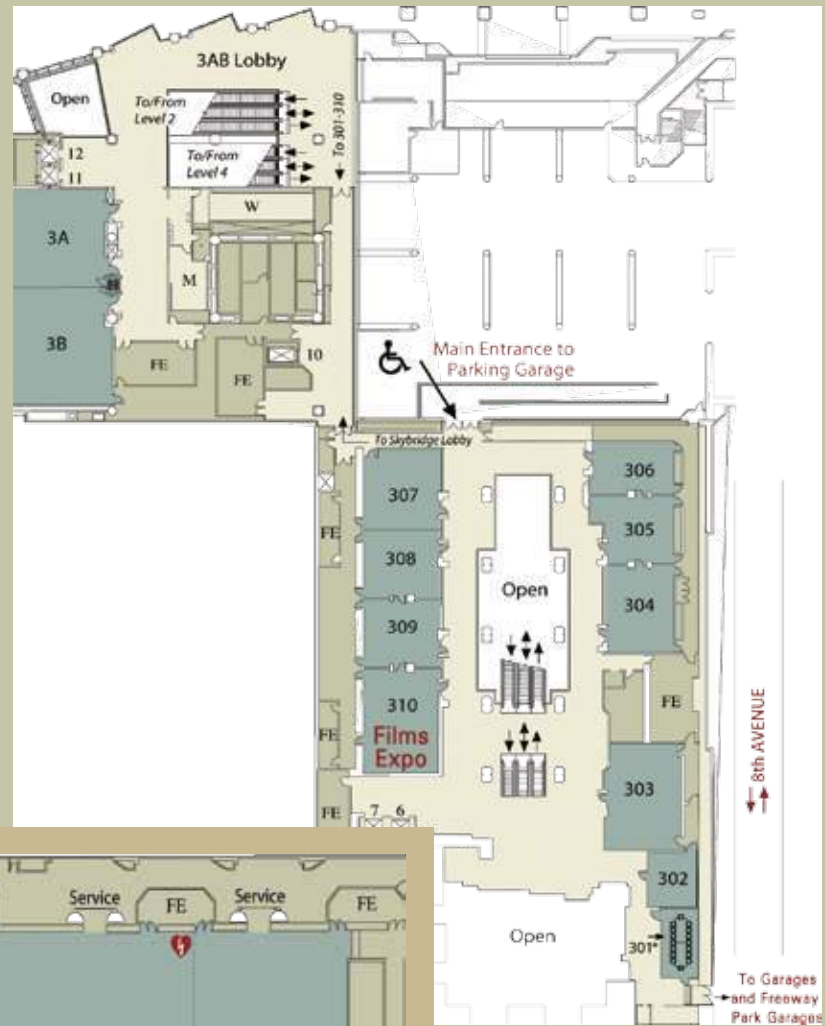 3AB Lobby
Open
To/From
Level 2
To/From
Level 4
To 301-310
12
11
W
3A
M
3B
FE
FE
10
Main Entrance to
Parking Garage
To Skybridge Lobby
307
306
FE
305
308
Open
304
309
310
FE
Films
Expo
FE
8th AVENUE
303
FE
7 6
302
Service
FE
Service
FE
Open
301*
To Garages
and Freeway
Park Garages